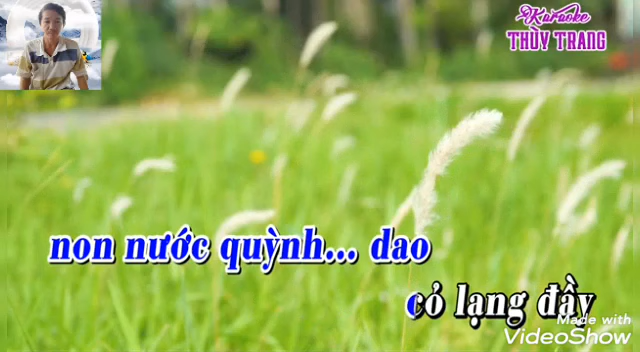 Karaoke
THÙY TRANG
non nước quỳnh... dao
cỏ lạng đầy
Made with
VideoShow